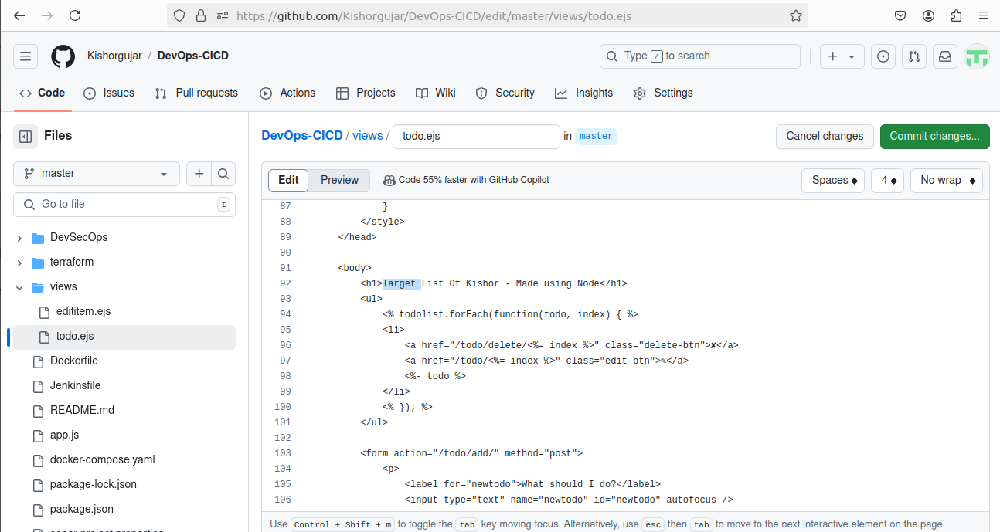 https://github.com/Kishorgujar/DevOps-CICD/edit/master/views/todo.ejs
Kishorgujar / DevOps-CICD
Type / to search
Code Issues Pull requests Actions Projects Wiki Security Insights Settings
Files
DevOps-CICD / views / todo.ejs in master
Cancel changes Commit changes...
master
Go to file t
DevSecOps
terraform
views
edititem.ejs
todo.ejs
Dockerfile
Jenkinsfile
README.md
app.js
docker-compose.yaml
package-lock.json
package.json
Edit Preview Code 55% faster with GitHub Copilot Spaces 4 No wrap
87 }
88 </style>
89 </head>
90
91 <body>
92 <h1>Target List Of Kishor - Made using Node</h1>
93 <ul>
94 <% todolist.forEach(function(todo, index) { %>
95 <li>
96 <a href="/todo/delete/<%= index %>" class="delete-btn">✘</a>
97 <a href="/todo/<%= index %>" class="edit-btn">✎</a>
98 <%- todo %>
99 </li>
100 <% }); %>
101 </ul>
102
103 <form action="/todo/add/" method="post">
104 <p>
105 <label for="newtodo">What should I do?</label>
106 <input type="text" name="newtodo" id="newtodo" autofocus />
Use Control + Shift + m to toggle the tab key moving focus. Alternatively, use esc then tab to move to the next interactive element on the page.